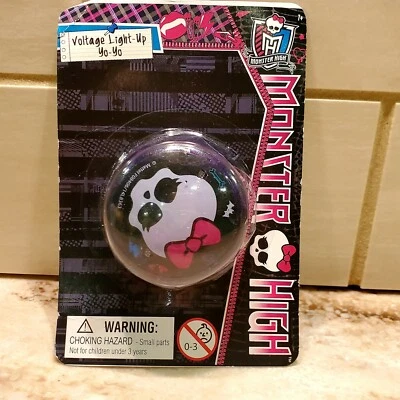 Voltage Light-Up
Yo-Yo
MONSTER HIGH
7+
MONSTER
HIGH
WARNING:
CHOKING HAZARD - Small parts
Not for children under 3 years
0-3